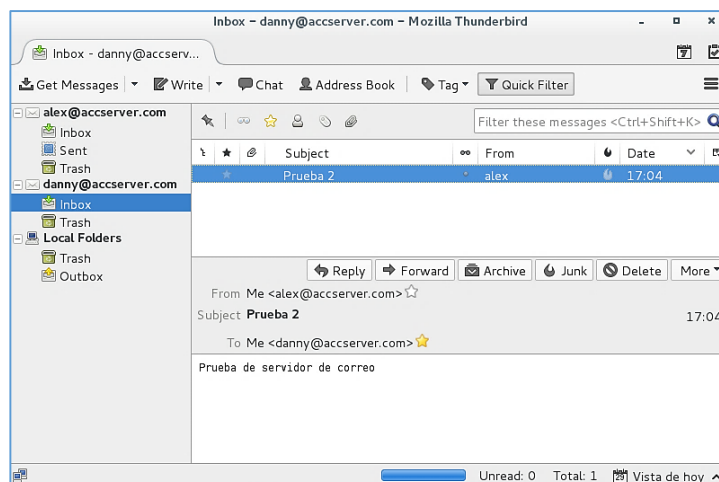 Inbox – danny@accserver.com – Mozilla Thunderbird
Inbox - danny@accserv...
Get Messages Write Chat Address Book Tag Quick Filter
alex@accserver.com
Inbox
Sent
Trash
danny@accserver.com
Inbox
Trash
Local Folders
Trash
Outbox
Filter these messages <Ctrl+Shift+K>
Subject From Date
Prueba 2 alex 17:04
Reply Forward Archive Junk Delete More
From Me <alex@accserver.com>
Subject Prueba 2 17:04
To Me <danny@accserver.com>
Prueba de servidor de correo
Unread: 0 Total: 1 29 Vista de hoy